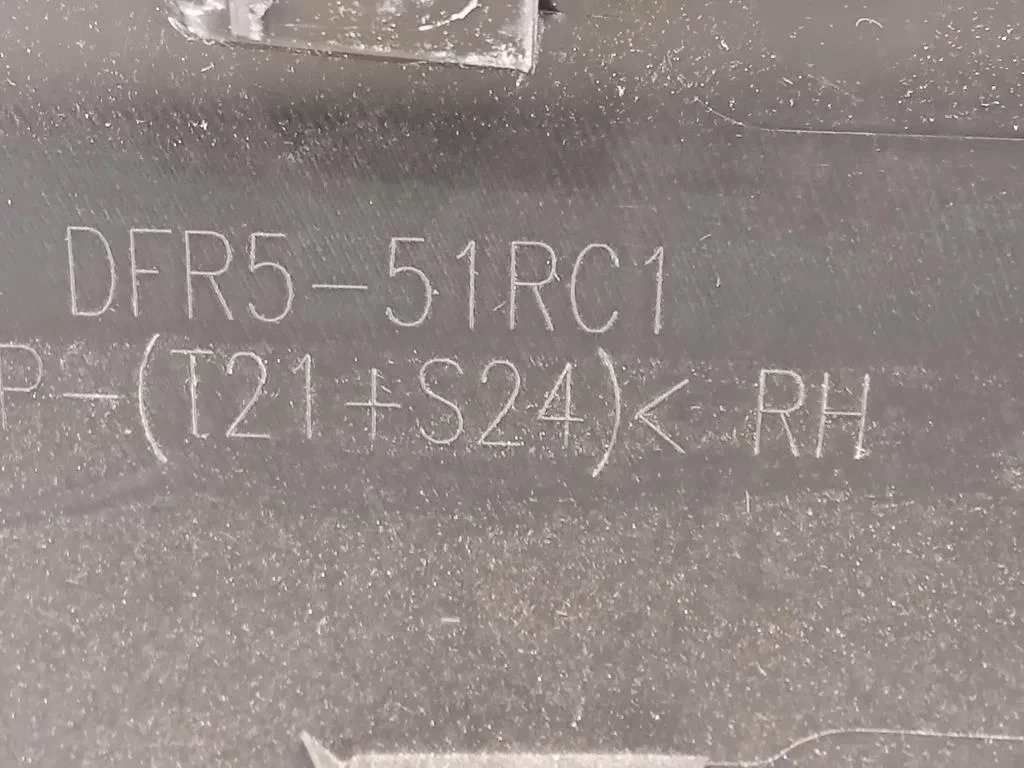 DFR5-51RC1
P-(T21+S24)< RH